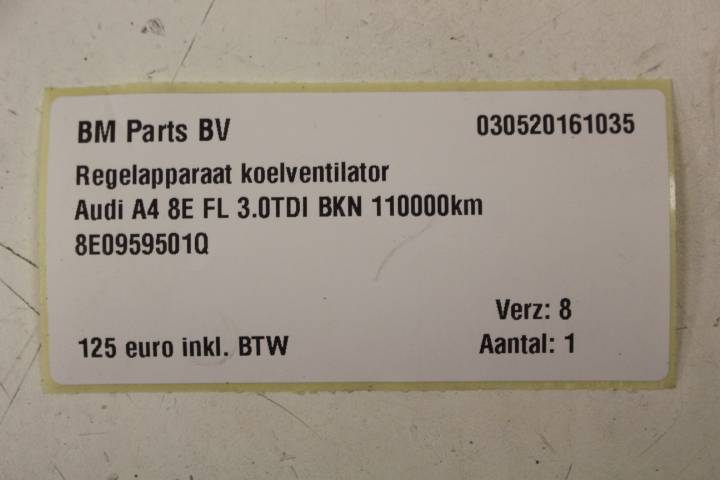 BM Parts BV 030520161035
Regelapparaat koelventilator
Audi A4 8E FL 3.0TDI BKN 110000km
8E0959501Q
Verz: 8
125 euro inkl. BTW Aantal: 1